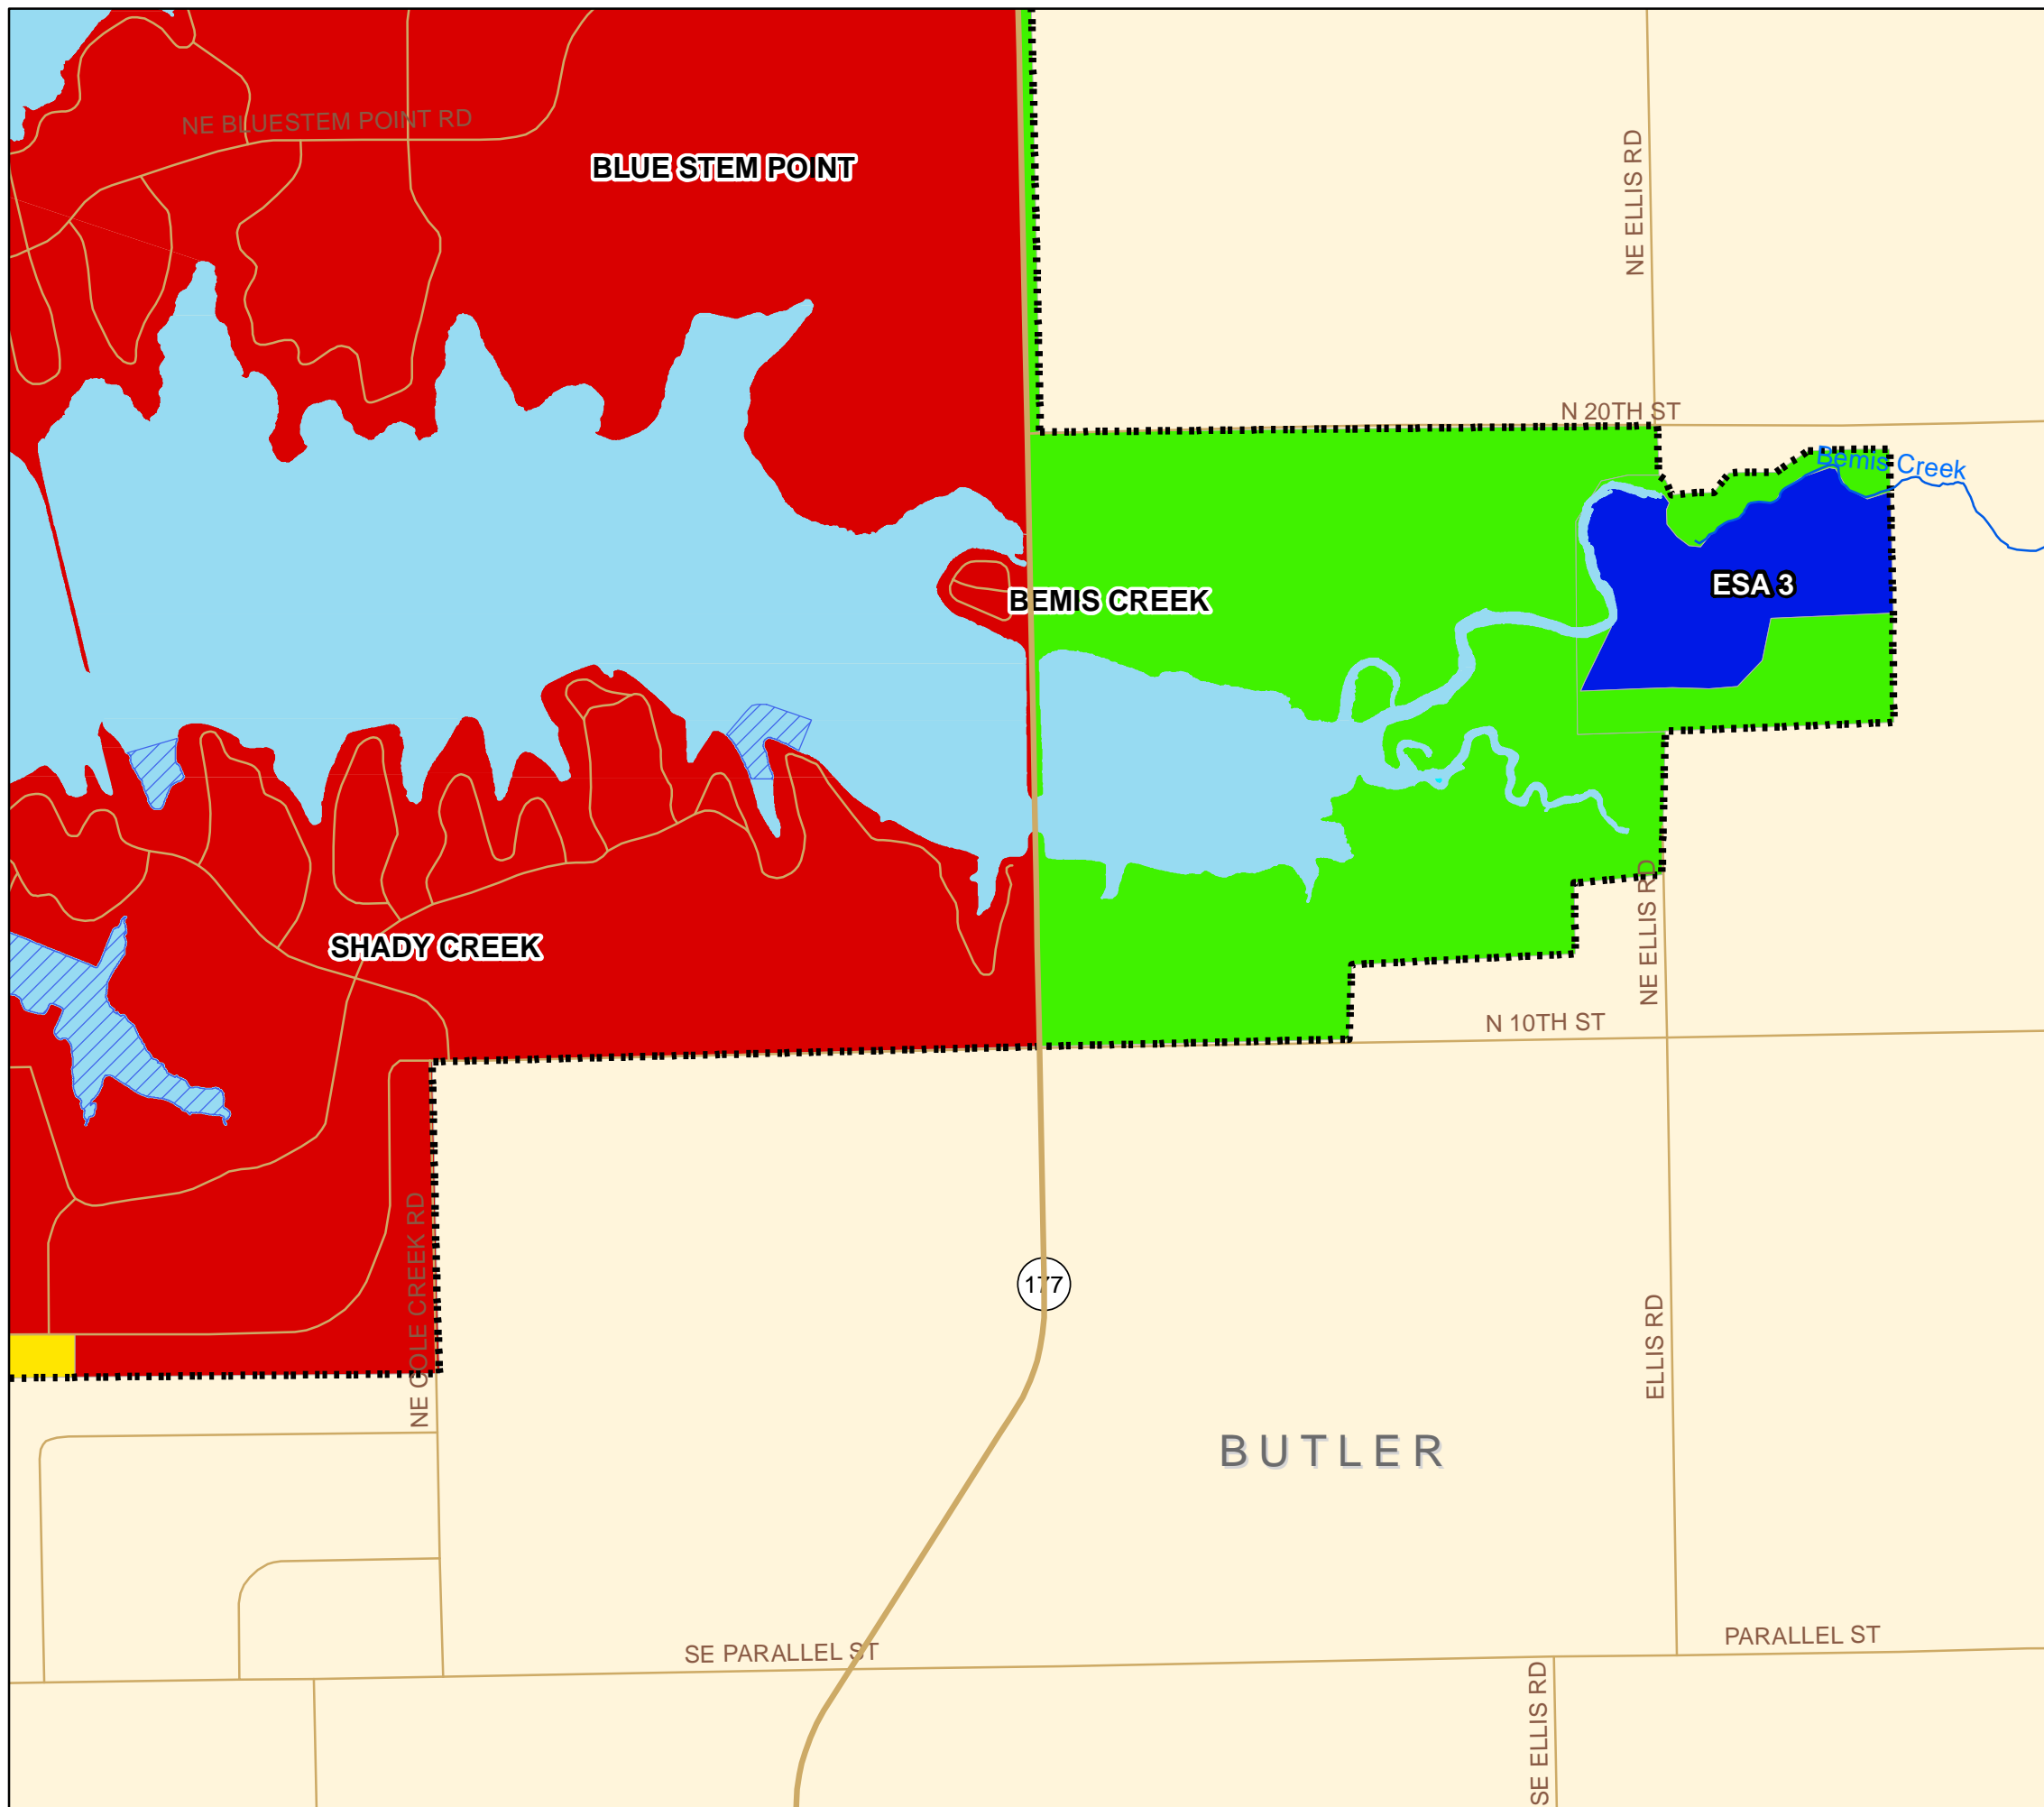 NE BLUESTEM POINT RD
BLUE STEM POINT
NE ELLIS RD
N 20TH ST
Bemis Creek
ESA 3
BEMIS CREEK
SHADY CREEK
NE ELLIS RD
N 10TH ST
NE COLE CREEK RD
177
ELLIS RD
BUTLER
SE PARALLEL ST
PARALLEL ST
SE ELLIS RD